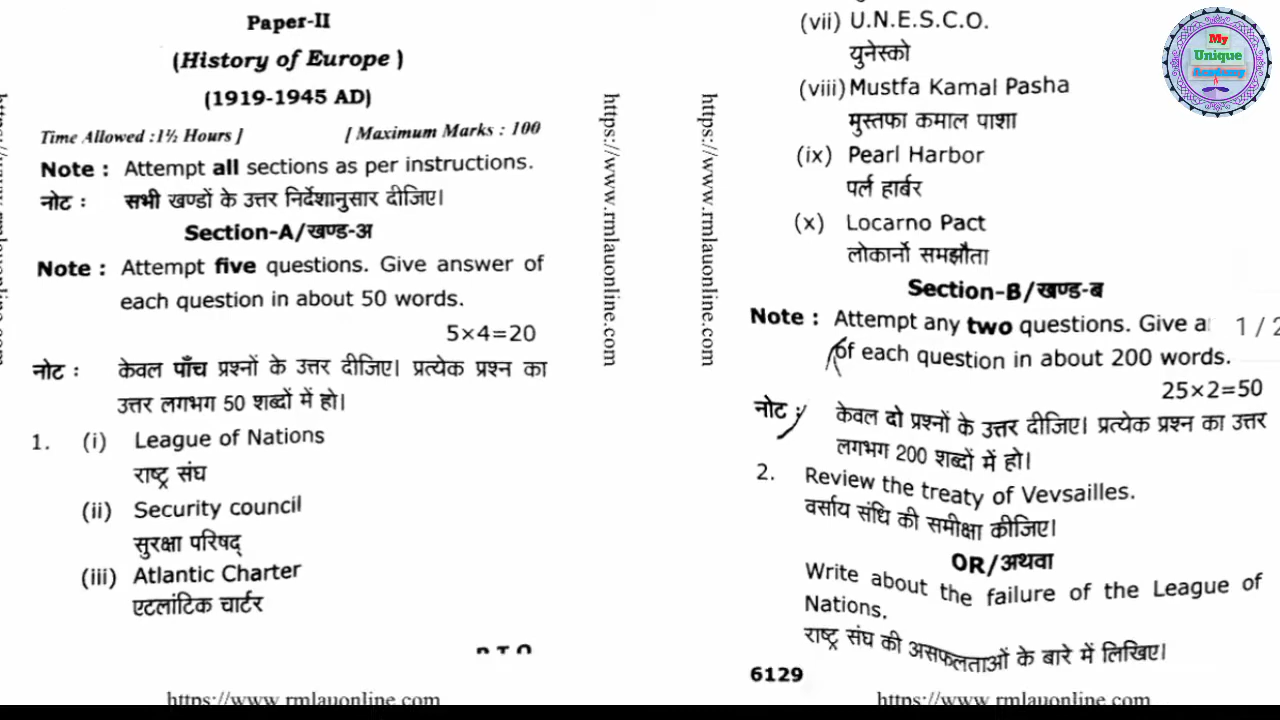 Paper-II
(History of Europe )
(1919-1945 AD)
Time Allowed :1½ Hours ] [ Maximum Marks : 100
Note : Attempt all sections as per instructions.
नोट : सभी खण्डों के उत्तर निर्देशानुसार दीजिए।
Section-A/खण्ड-अ
Note : Attempt five questions. Give answer of
each question in about 50 words.
5×4=20
नोट : केवल पाँच प्रश्नों के उत्तर दीजिए। प्रत्येक प्रश्न का
उत्तर लगभग 50 शब्दों में हो।
1. (i) League of Nations
राष्ट्र संघ
(ii) Security council
सुरक्षा परिषद्
(iii) Atlantic Charter
एटलांटिक चार्टर
P.T.O
https://www.rmlauonline.com
https://www.rmlauonline.com
https://www.rmlauonline.com
(vii) U.N.E.S.C.O.
युनेस्को
(viii) Mustfa Kamal Pasha
मुस्तफा कमाल पाशा
(ix) Pearl Harbor
पर्ल हार्बर
(x) Locarno Pact
लोकार्नो समझौता
Section-B/खण्ड-ब
Note : Attempt any two questions. Give a
of each question in about 200 words.
25×2=50
नोट : केवल दो प्रश्नों के उत्तर दीजिए। प्रत्येक प्रश्न का उत्तर
लगभग 200 शब्दों में हो।
2. Review the treaty of Vevsailles.
वर्साय संधि की समीक्षा कीजिए।
OR/अथवा
Write about the failure of the League of
Nations.
राष्ट्र संघ की असफलताओं के बारे में लिखिए।
6129
https://www.rmlauonline.com
1 / 2
My
Unique
Academy